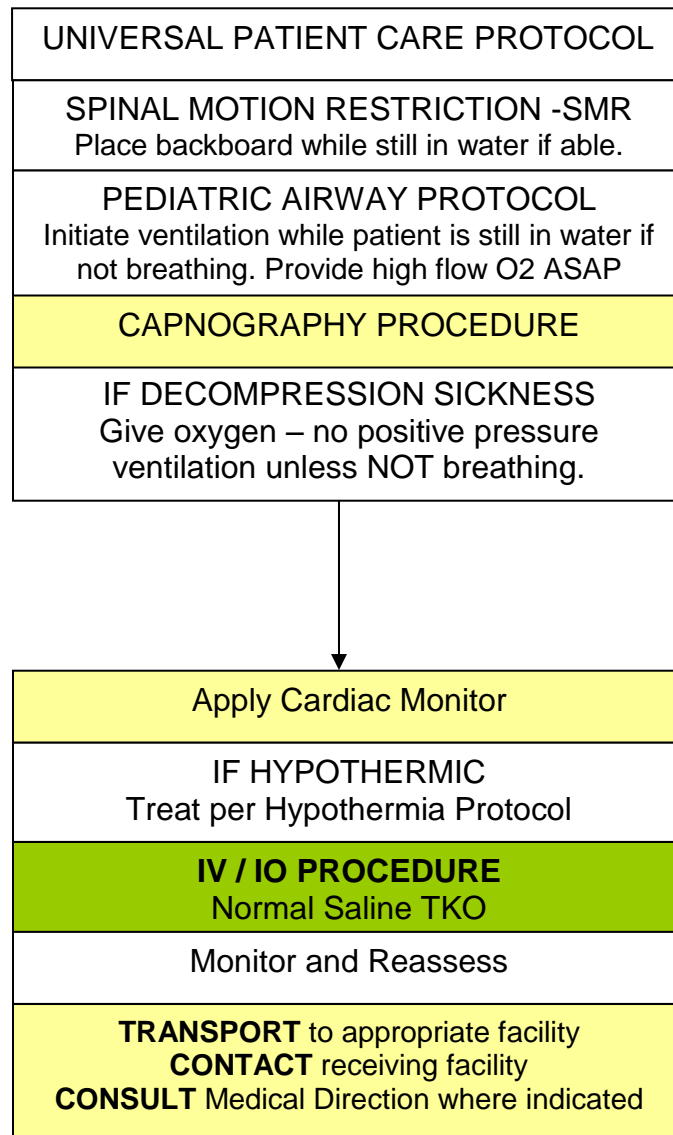 UNIVERSAL PATIENT CARE PROTOCOL
SPINAL MOTION RESTRICTION -SMR
Place backboard while still in water if able.
PEDIATRIC AIRWAY PROTOCOL
Initiate ventilation while patient is still in water if
not breathing. Provide high flow O2 ASAP
CAPNOGRAPHY PROCEDURE
IF DECOMPRESSION SICKNESS
Give oxygen – no positive pressure
ventilation unless NOT breathing.
Apply Cardiac Monitor
IF HYPOTHERMIC
Treat per Hypothermia Protocol
IV / IO PROCEDURE
Normal Saline TKO
Monitor and Reassess
TRANSPORT to appropriate facility
CONTACT receiving facility
CONSULT Medical Direction where indicated